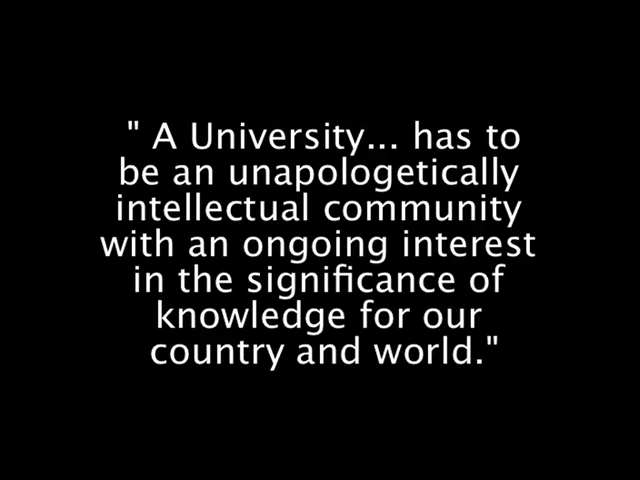 " A University... has to
be an unapologetically
intellectual community
with an ongoing interest
in the significance of
knowledge for our
country and world."